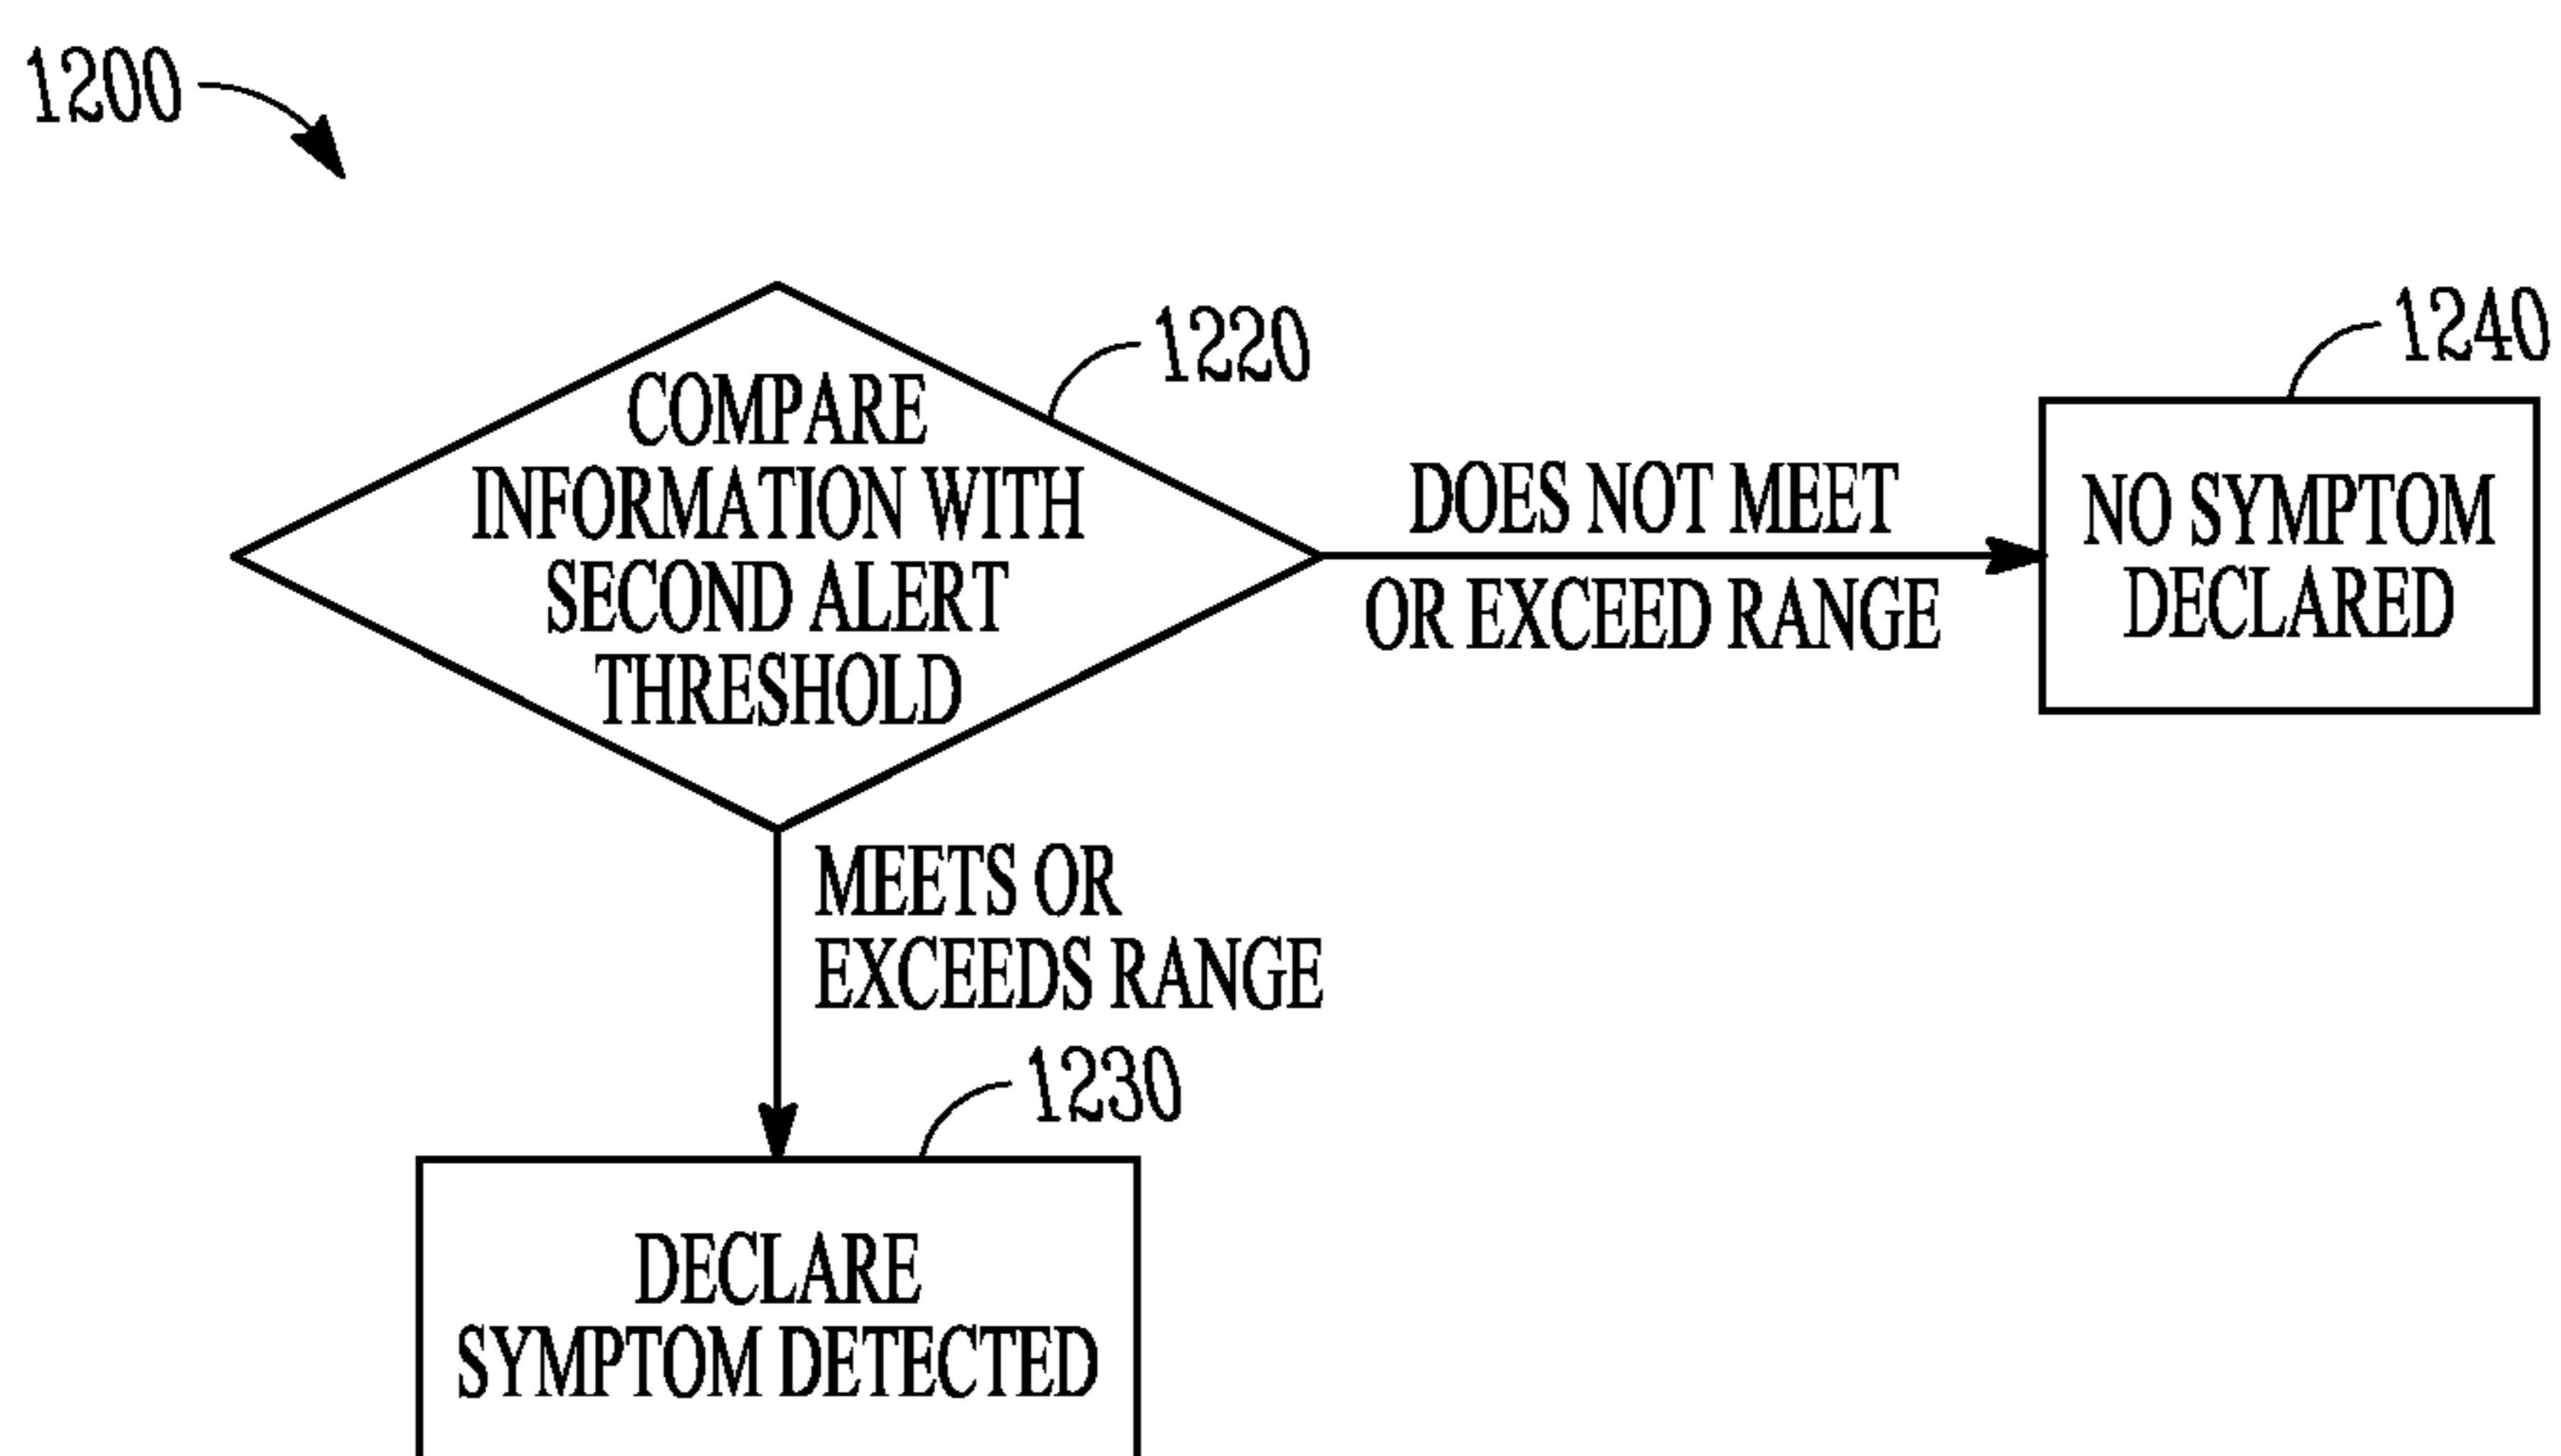 1200
1220
1240
COMPARE
INFORMATION WITH
SECOND ALERT
THRESHOLD
DOES NOT MEET
OR EXCEED RANGE
NO SYMPTOM
DECLARED
MEETS OR
EXCEEDS RANGE
1230
DECLARE
SYMPTOM DETECTED